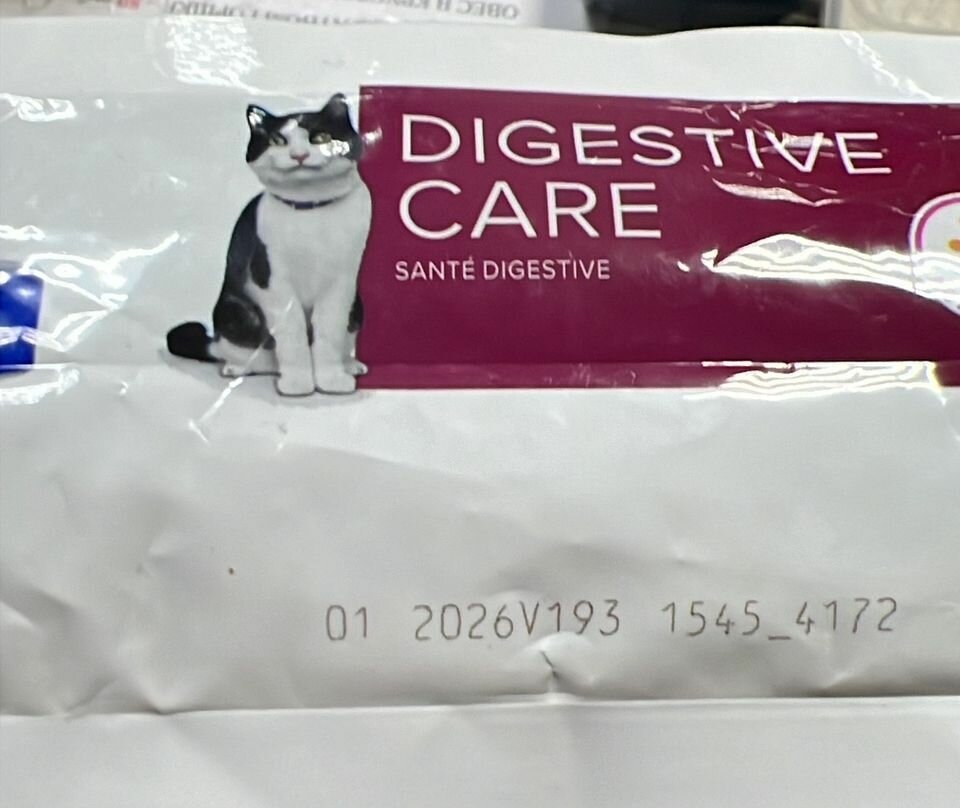 DIGESTIVE
CARE
SANTÉ DIGESTIVE
01 2026V193 1545_4172